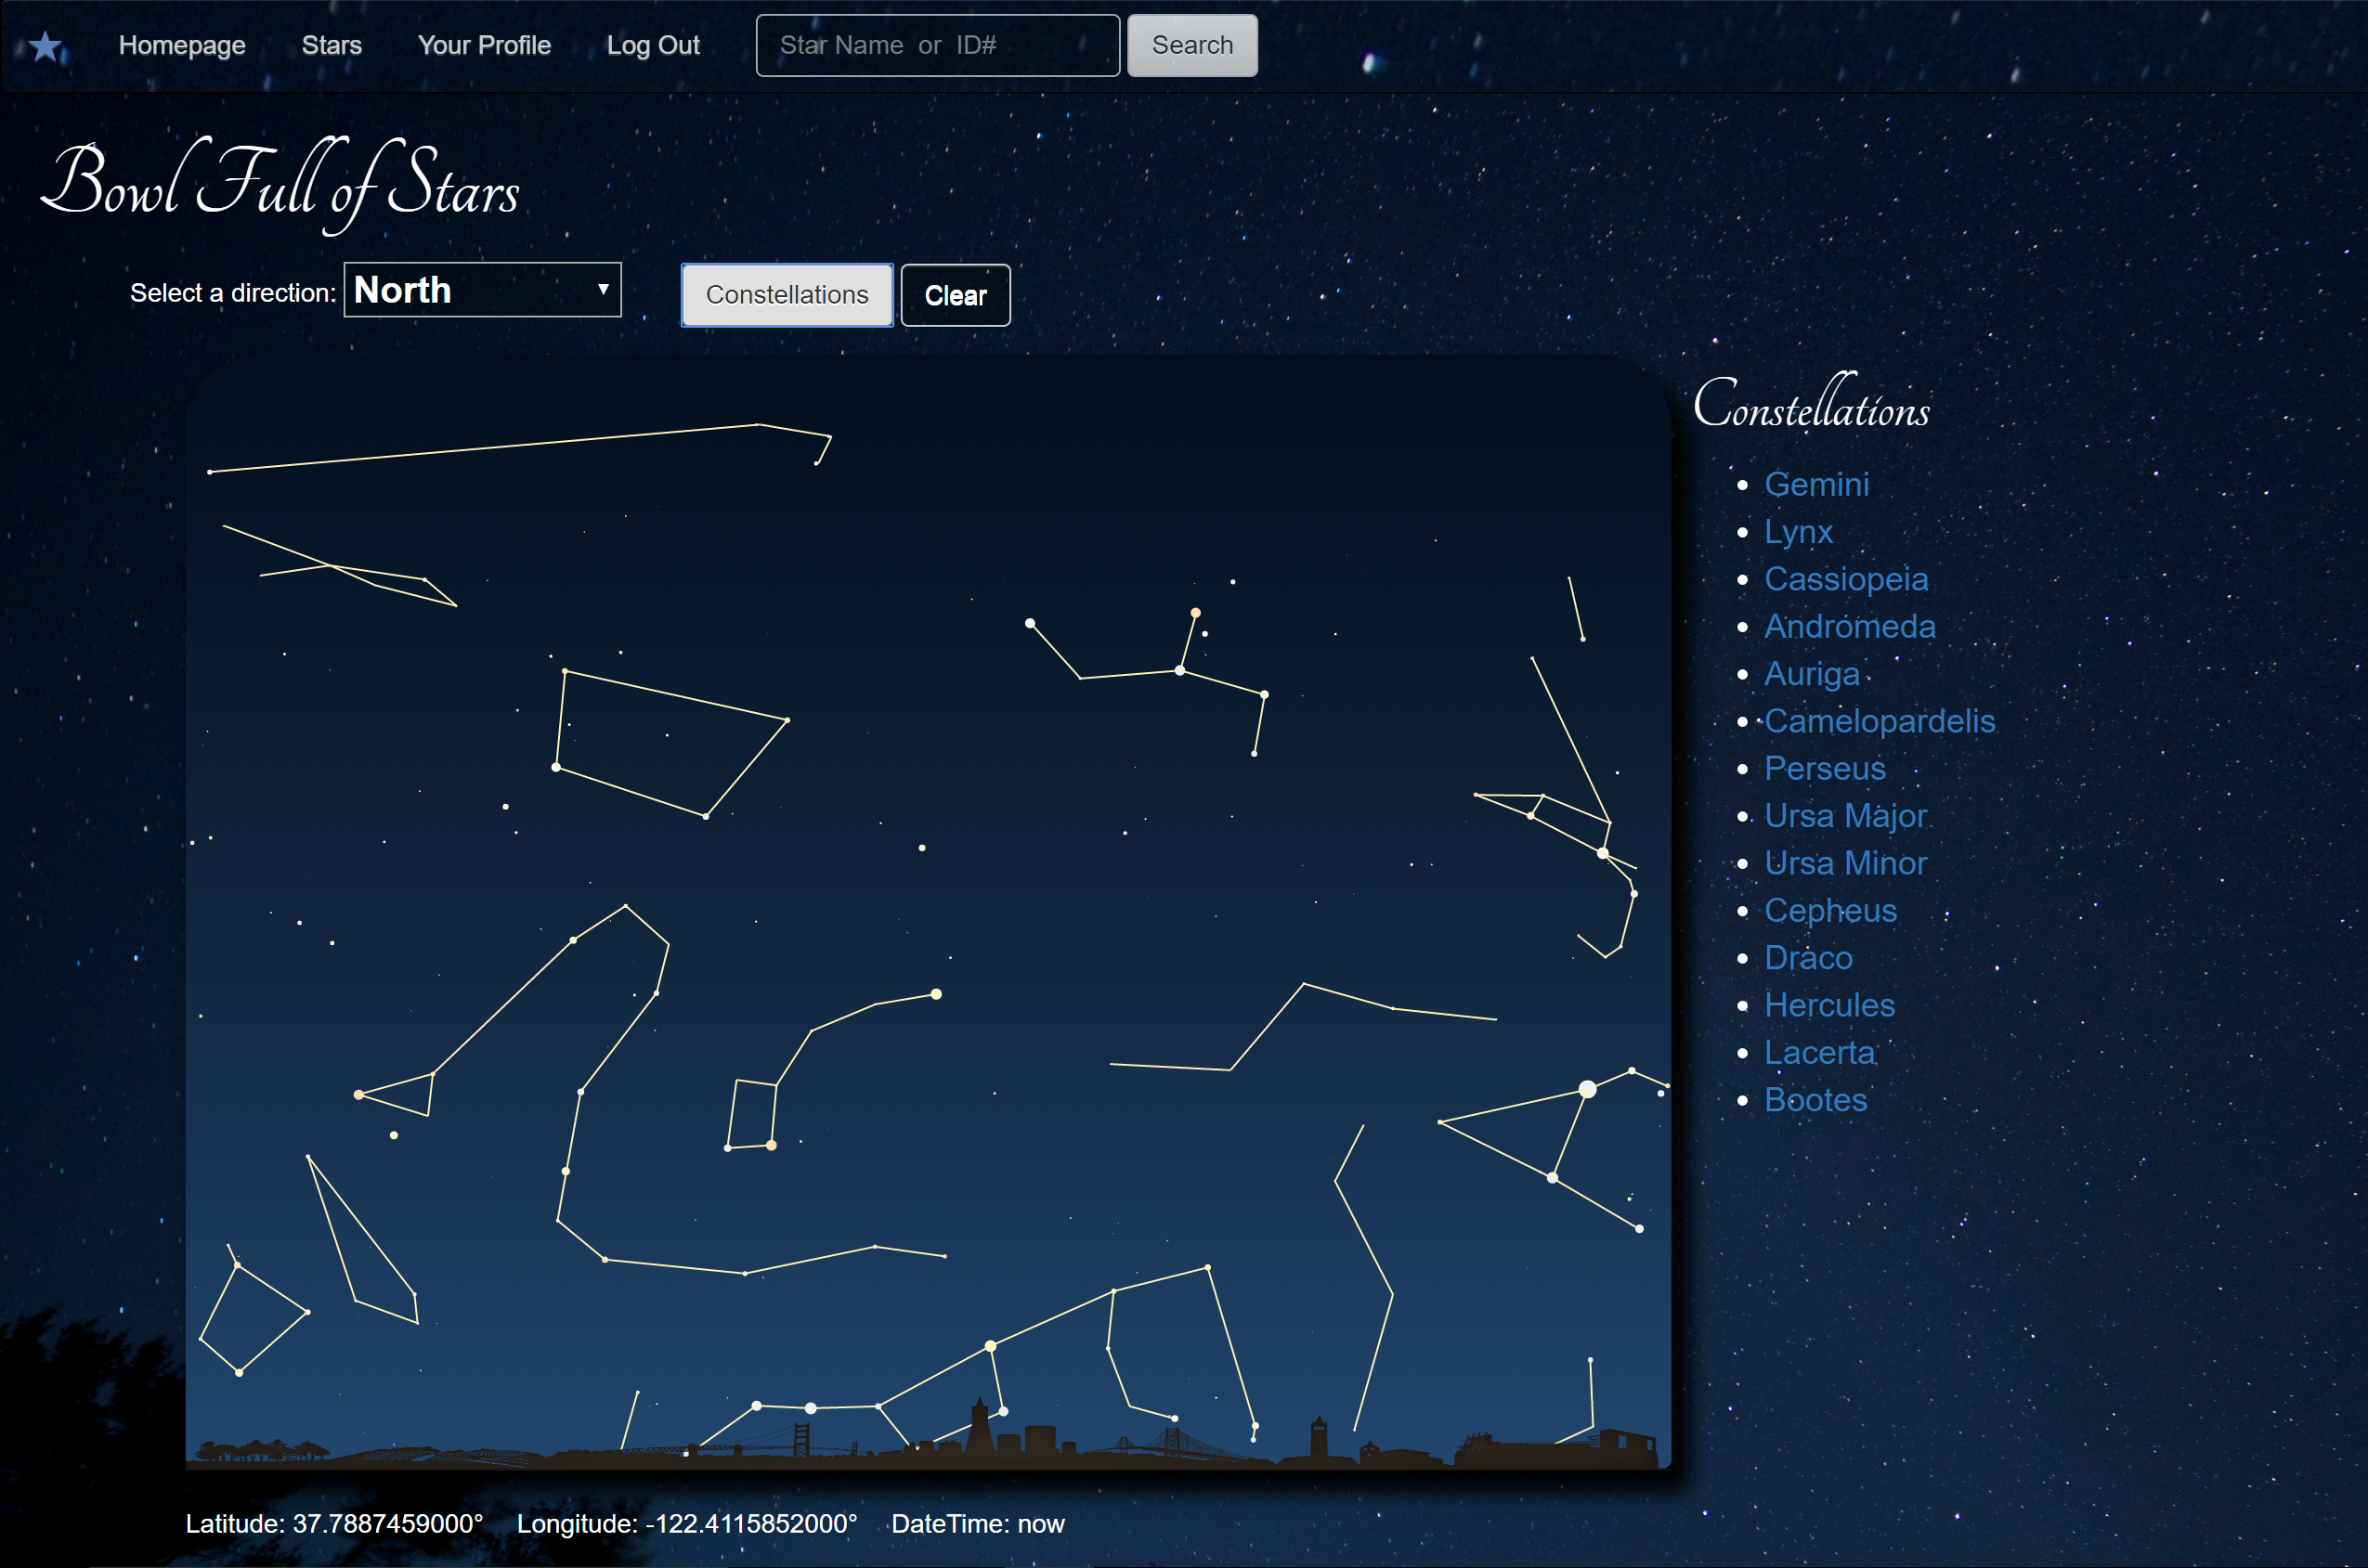 Homepage Stars Your Profile Log Out Star Name or ID# Search
Bowl Full of Stars
Select a direction: North Constellations Clear
Constellations
Gemini
Lynx
Cassiopeia
Andromeda
Auriga
Camelopardelis
Perseus
Ursa Major
Ursa Minor
Cepheus
Draco
Hercules
Lacerta
Bootes
Latitude: 37.7887459000° Longitude: -122.4115852000° DateTime: now